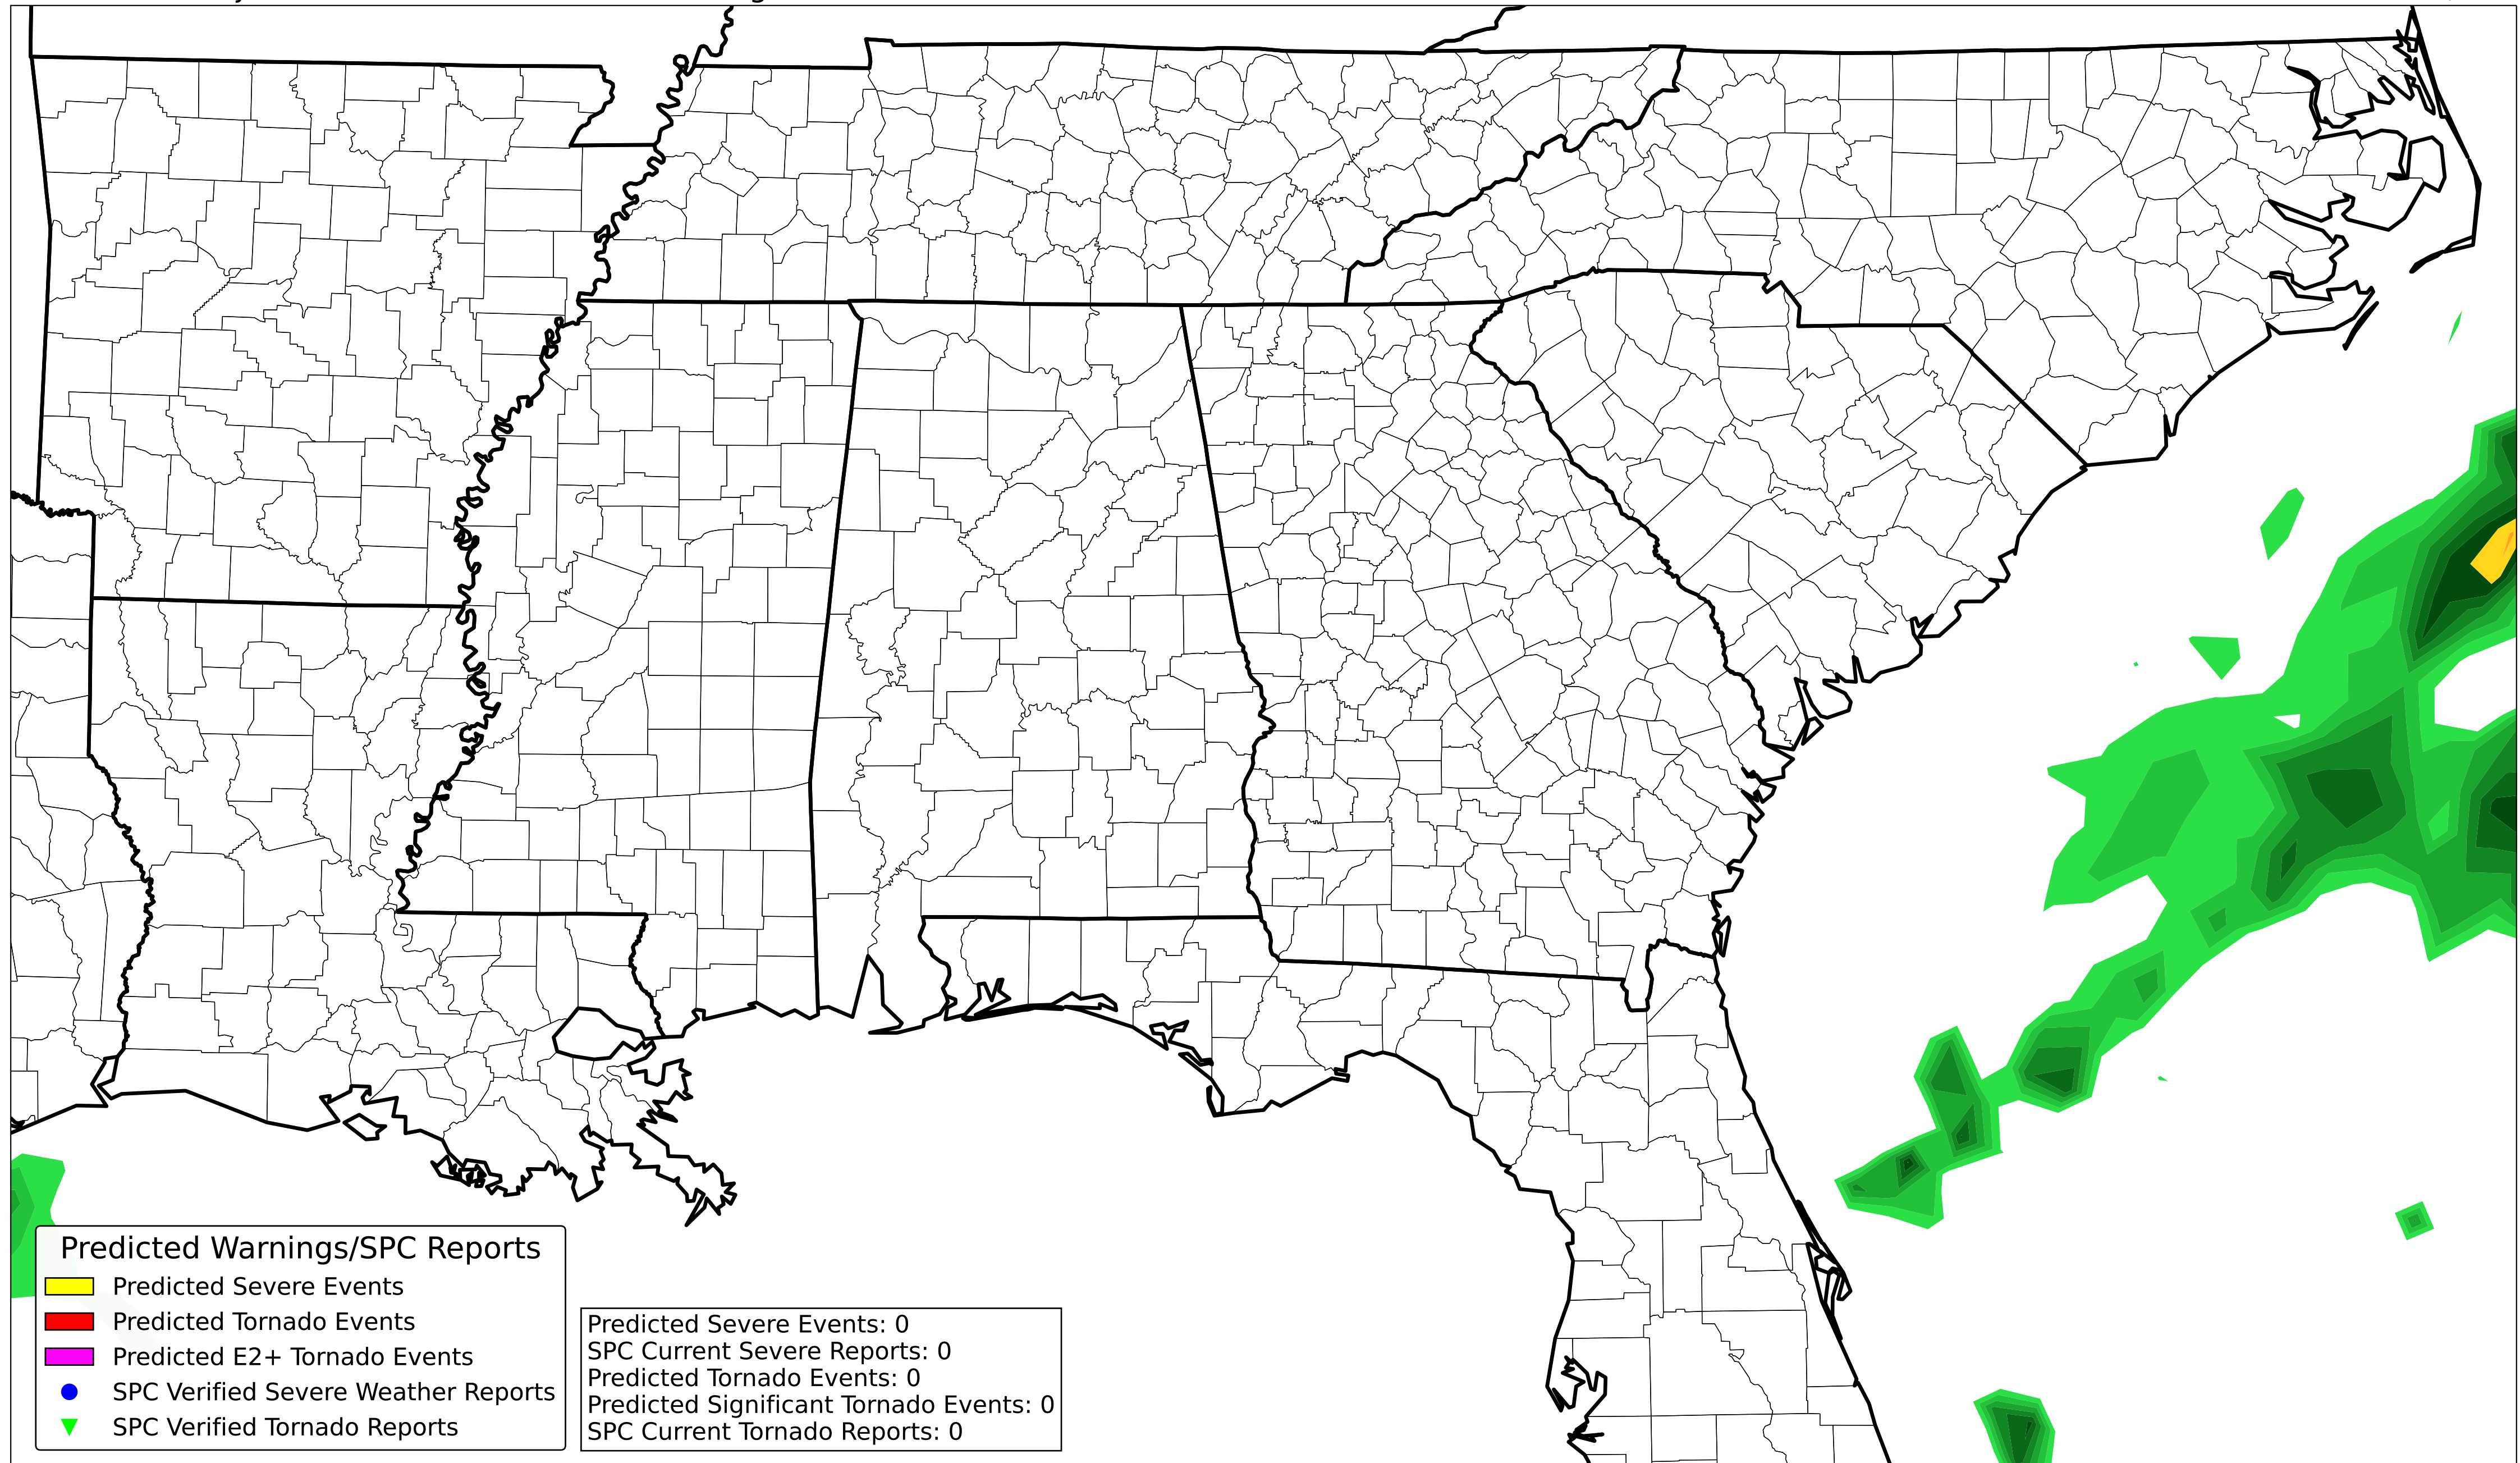 Predicted Warnings/SPC Reports
Predicted Severe Events
Predicted Tornado Events
Predicted E2+ Tornado Events
SPC Verified Severe Weather Reports
SPC Verified Tornado Reports
Predicted Severe Events: 0
SPC Current Severe Reports: 0
Predicted Tornado Events: 0
Predicted Significant Tornado Events: 0
SPC Current Tornado Reports: 0